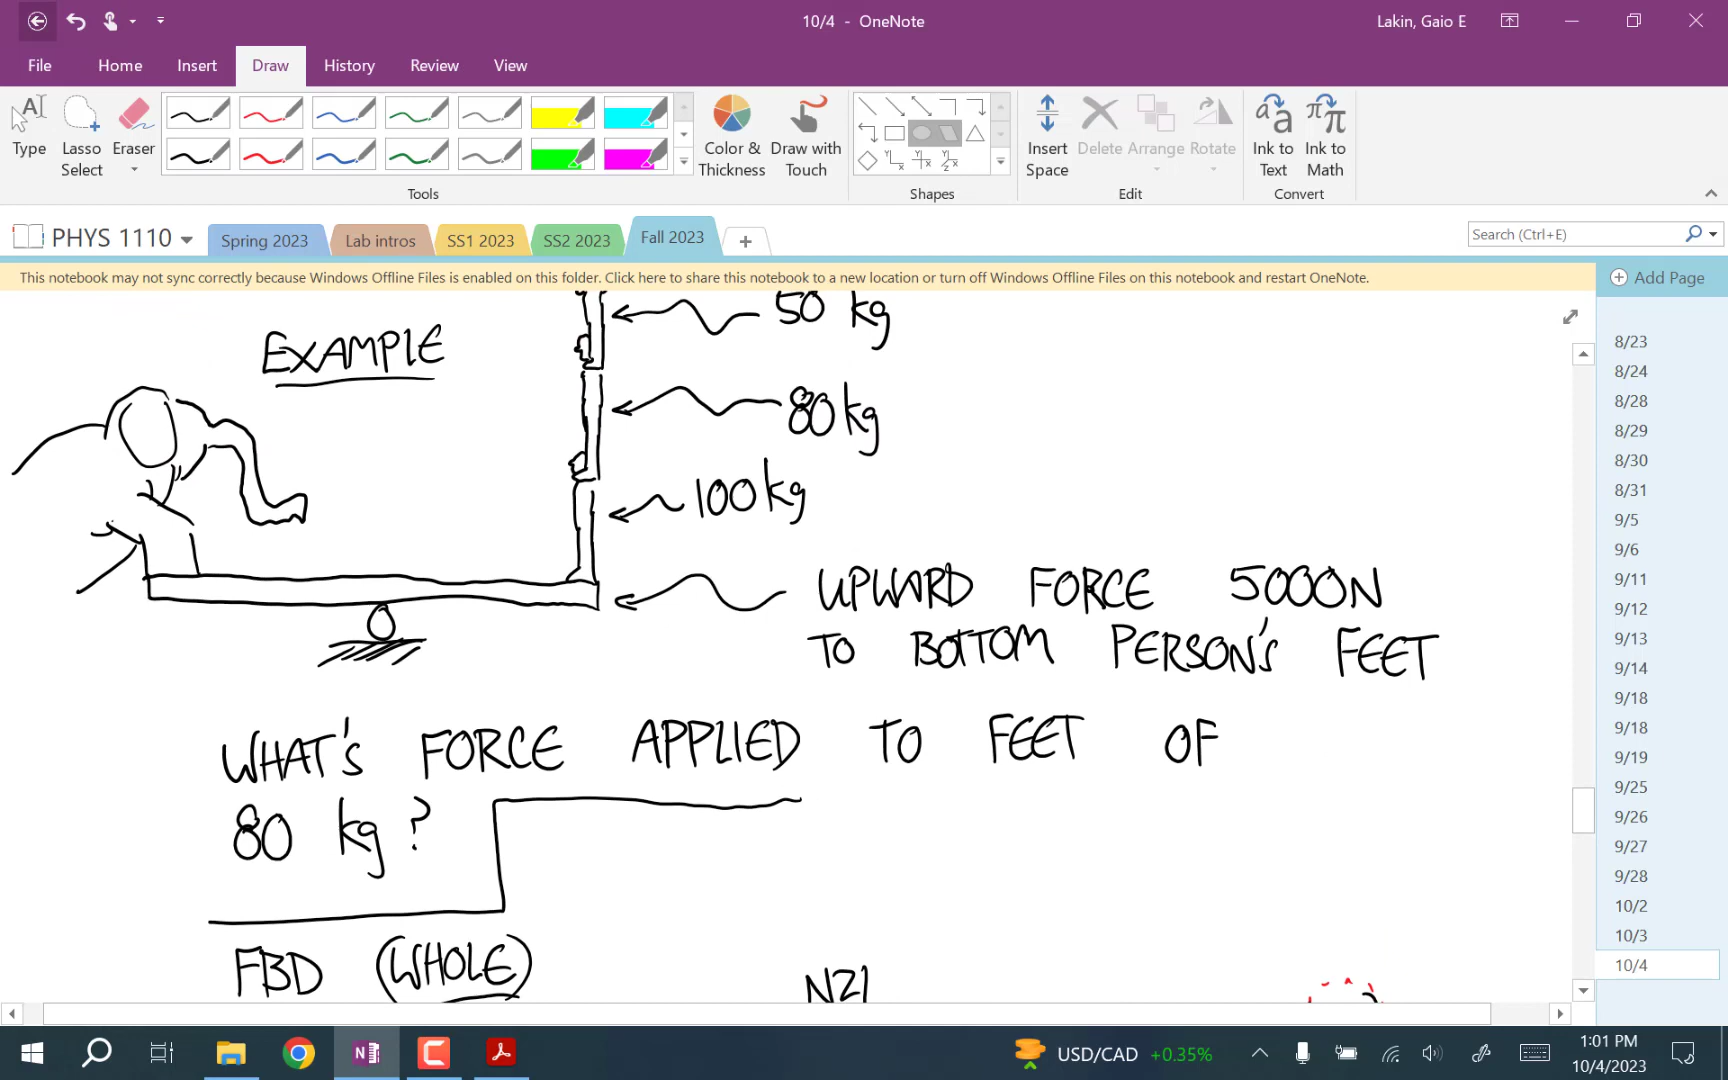 10/4 - OneNote
Lakin, Gaio E
File Home Insert Draw History Review View
Type
Lasso Select
Eraser
Color & Thickness
Draw with Touch
Insert Space
Delete
Arrange
Rotate
Ink to Text
Ink to Math
Tools
Shapes
Edit
Convert
PHYS 1110
Spring 2023
Lab intros
SS1 2023
SS2 2023
Fall 2023
Search (Ctrl+E)
This notebook may not sync correctly because Windows Offline Files is enabled on this folder. Click here to share this notebook to a new location or turn off Windows Offline Files on this notebook and restart OneNote.
Add Page
8/23
8/24
8/28
8/29
8/30
8/31
9/5
9/6
9/11
9/12
9/13
9/14
9/18
9/18
9/19
9/25
9/26
9/27
9/28
10/2
10/3
10/4
50 kg
EXAMPLE
80 kg
100 kg
UPWARD FORCE 5000N
TO BOTTOM PERSON'S FEET
WHAT'S FORCE APPLIED TO FEET OF
80 kg ?
FBD (WHOLE)
N2l
USD/CAD +0.35%
1:01 PM
10/4/2023